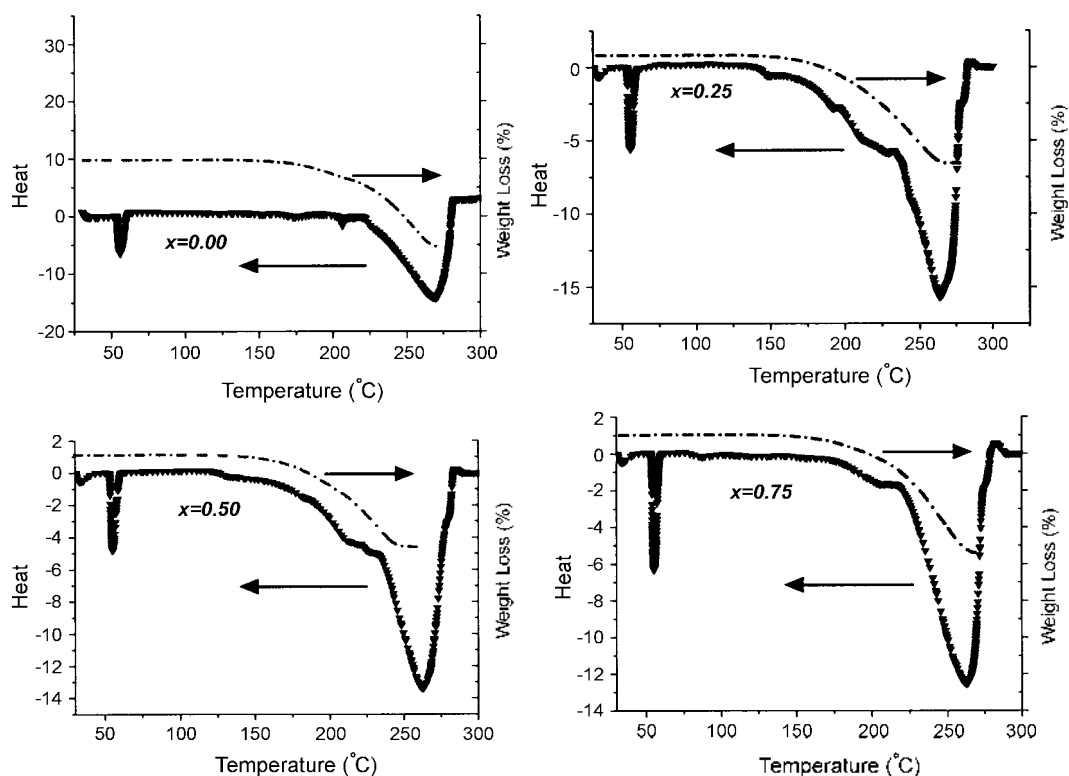 30
20
10
0
-10
-20
Heat
x=0.00
Weight Loss (%)
50 100 150 200 250 300
Temperature (°C)
0
-5
-10
-15
Heat
x=0.25
Weight Loss (%)
50 100 150 200 250 300
Temperature (°C)
2
0
-2
-4
-6
-8
-10
-12
-14
Heat
x=0.50
Weight Loss (%)
50 100 150 200 250 300
Temperature (°C)
2
0
-2
-4
-6
-8
-10
-12
-14
Heat
x=0.75
Weight Loss (%)
50 100 150 200 250 300
Temperature (°C)